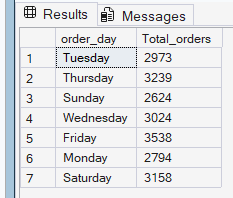 Results Messages
order_day Total_orders
1 Tuesday 2973
2 Thursday 3239
3 Sunday 2624
4 Wednesday 3024
5 Friday 3538
6 Monday 2794
7 Saturday 3158